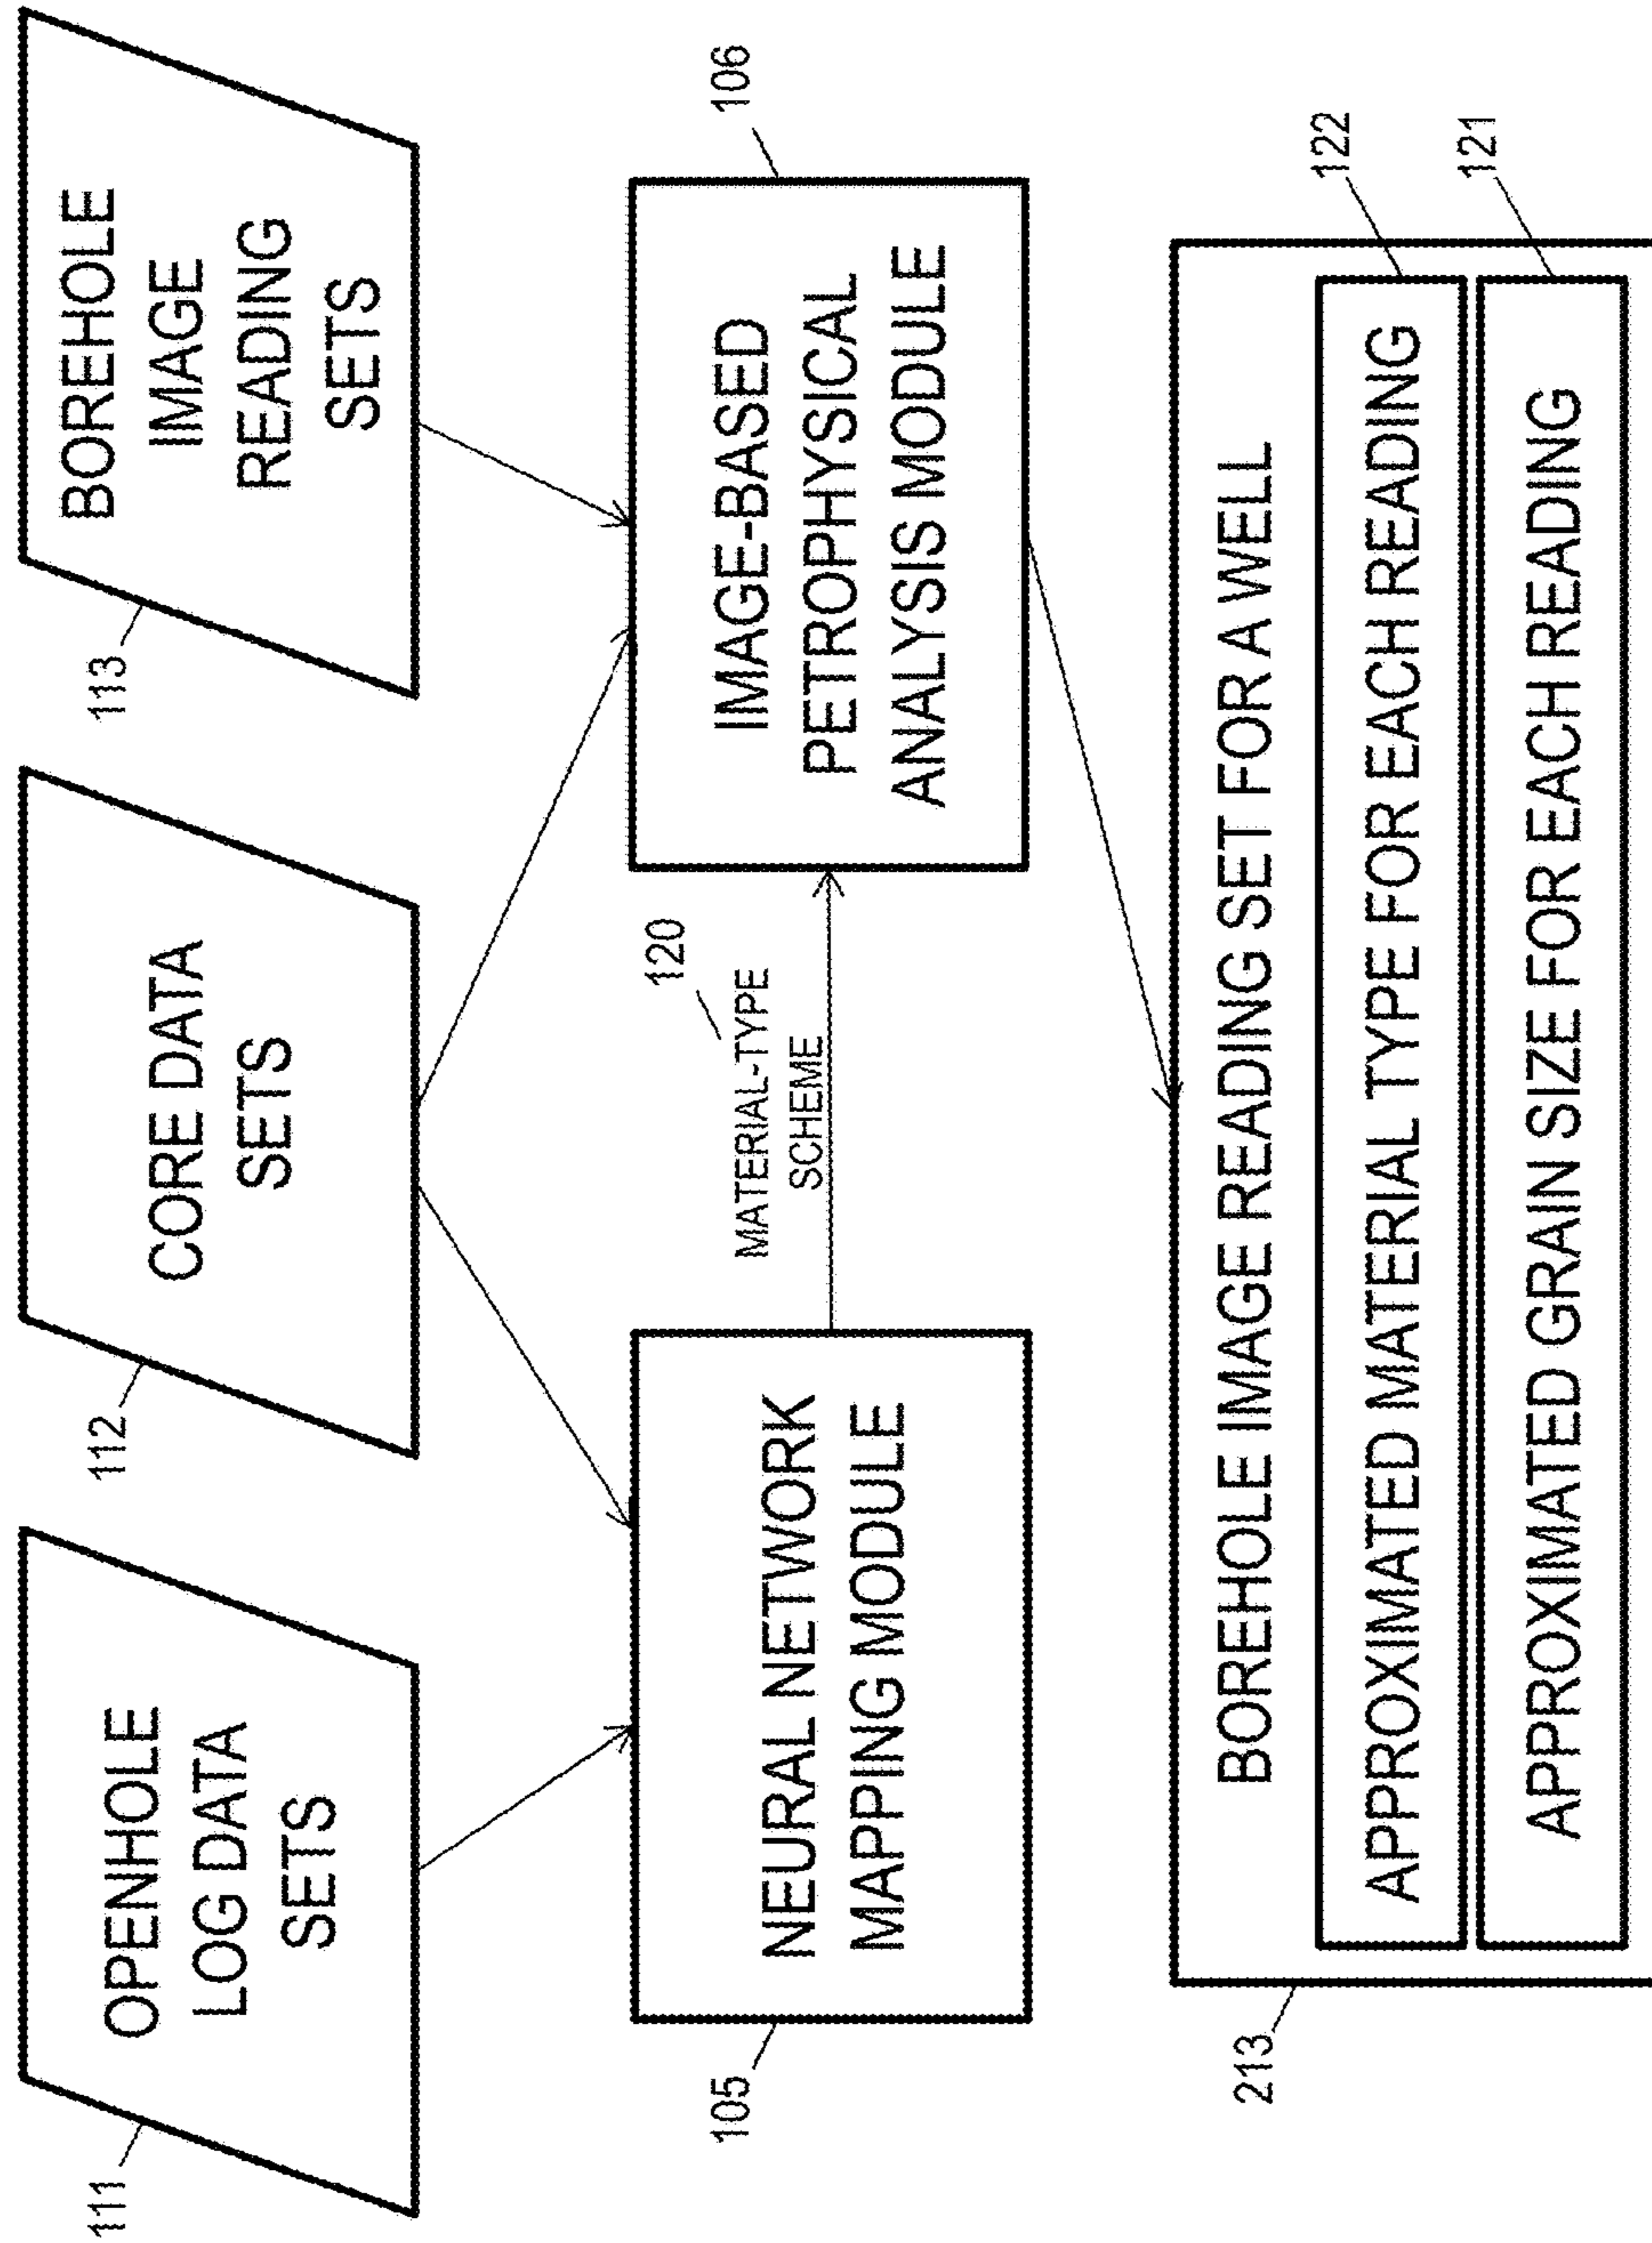 111
OPENHOLE
LOG DATA
SETS
112
CORE DATA
SETS
113
BOREHOLE
IMAGE
READING
SETS
105
NEURAL NETWORK
MAPPING MODULE
120
MATERIAL-TYPE
SCHEME
106
IMAGE-BASED
PETROPHYSICAL
ANALYSIS MODULE
213
BOREHOLE IMAGE READING SET FOR A WELL
APPROXIMATED MATERIAL TYPE FOR EACH READING
122
APPROXIMATED GRAIN SIZE FOR EACH READING
121